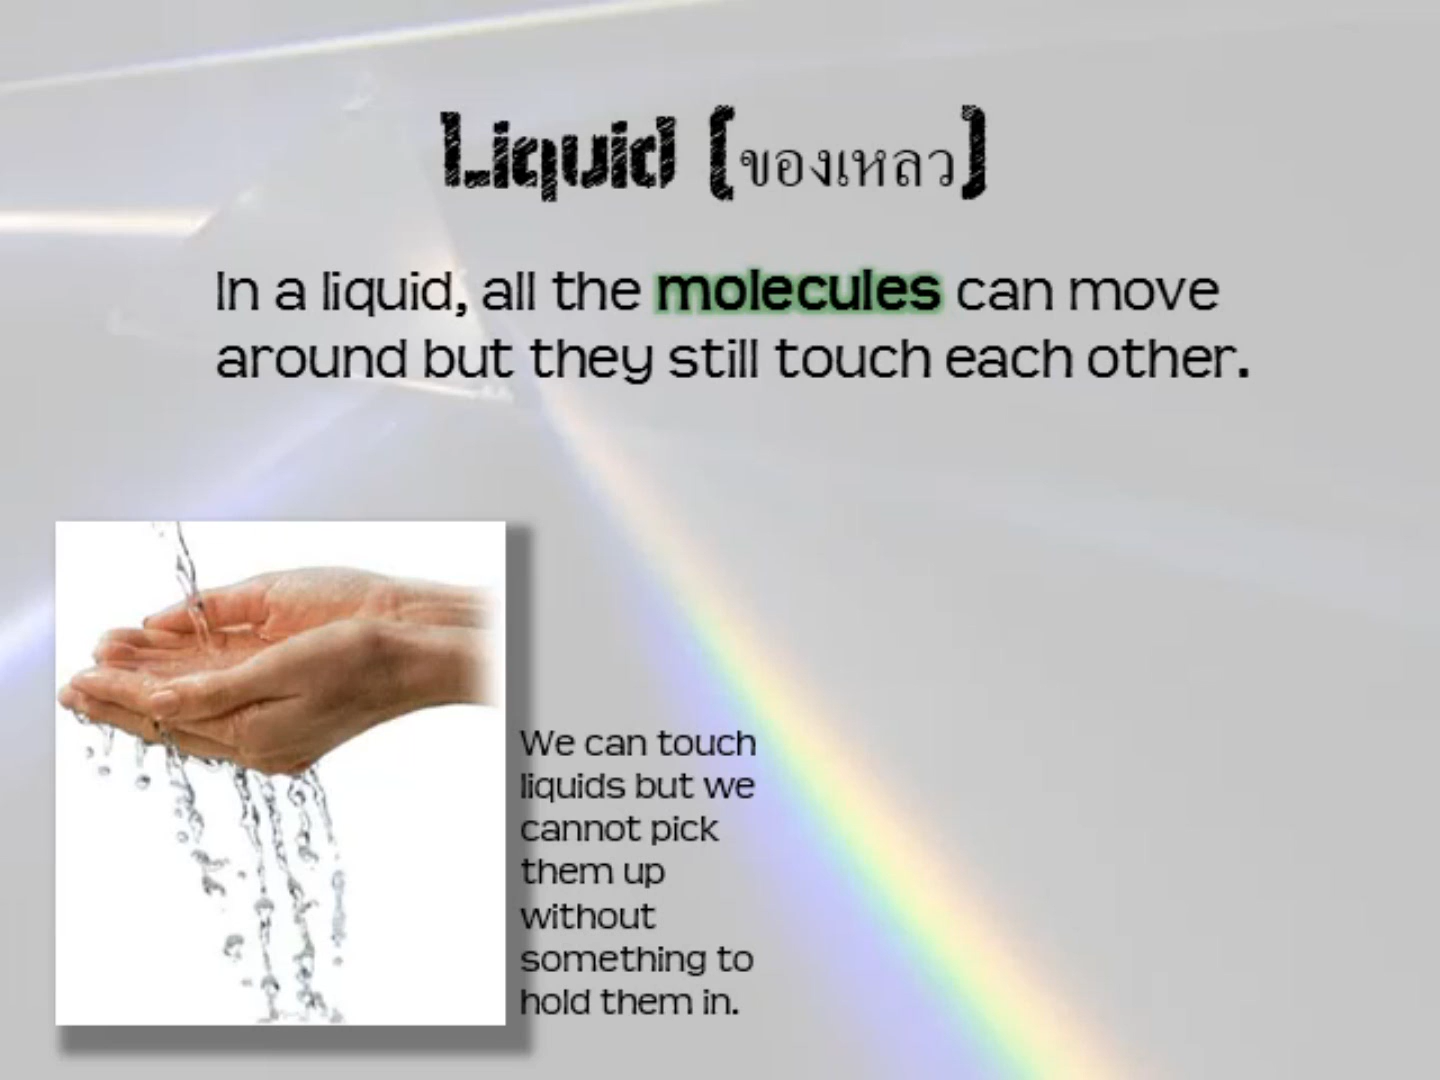 Liquid (ของเหลว)
In a liquid, all the molecules can move
around but they still touch each other.
We can touch
liquids but we
cannot pick
them up
without
something to
hold them in.